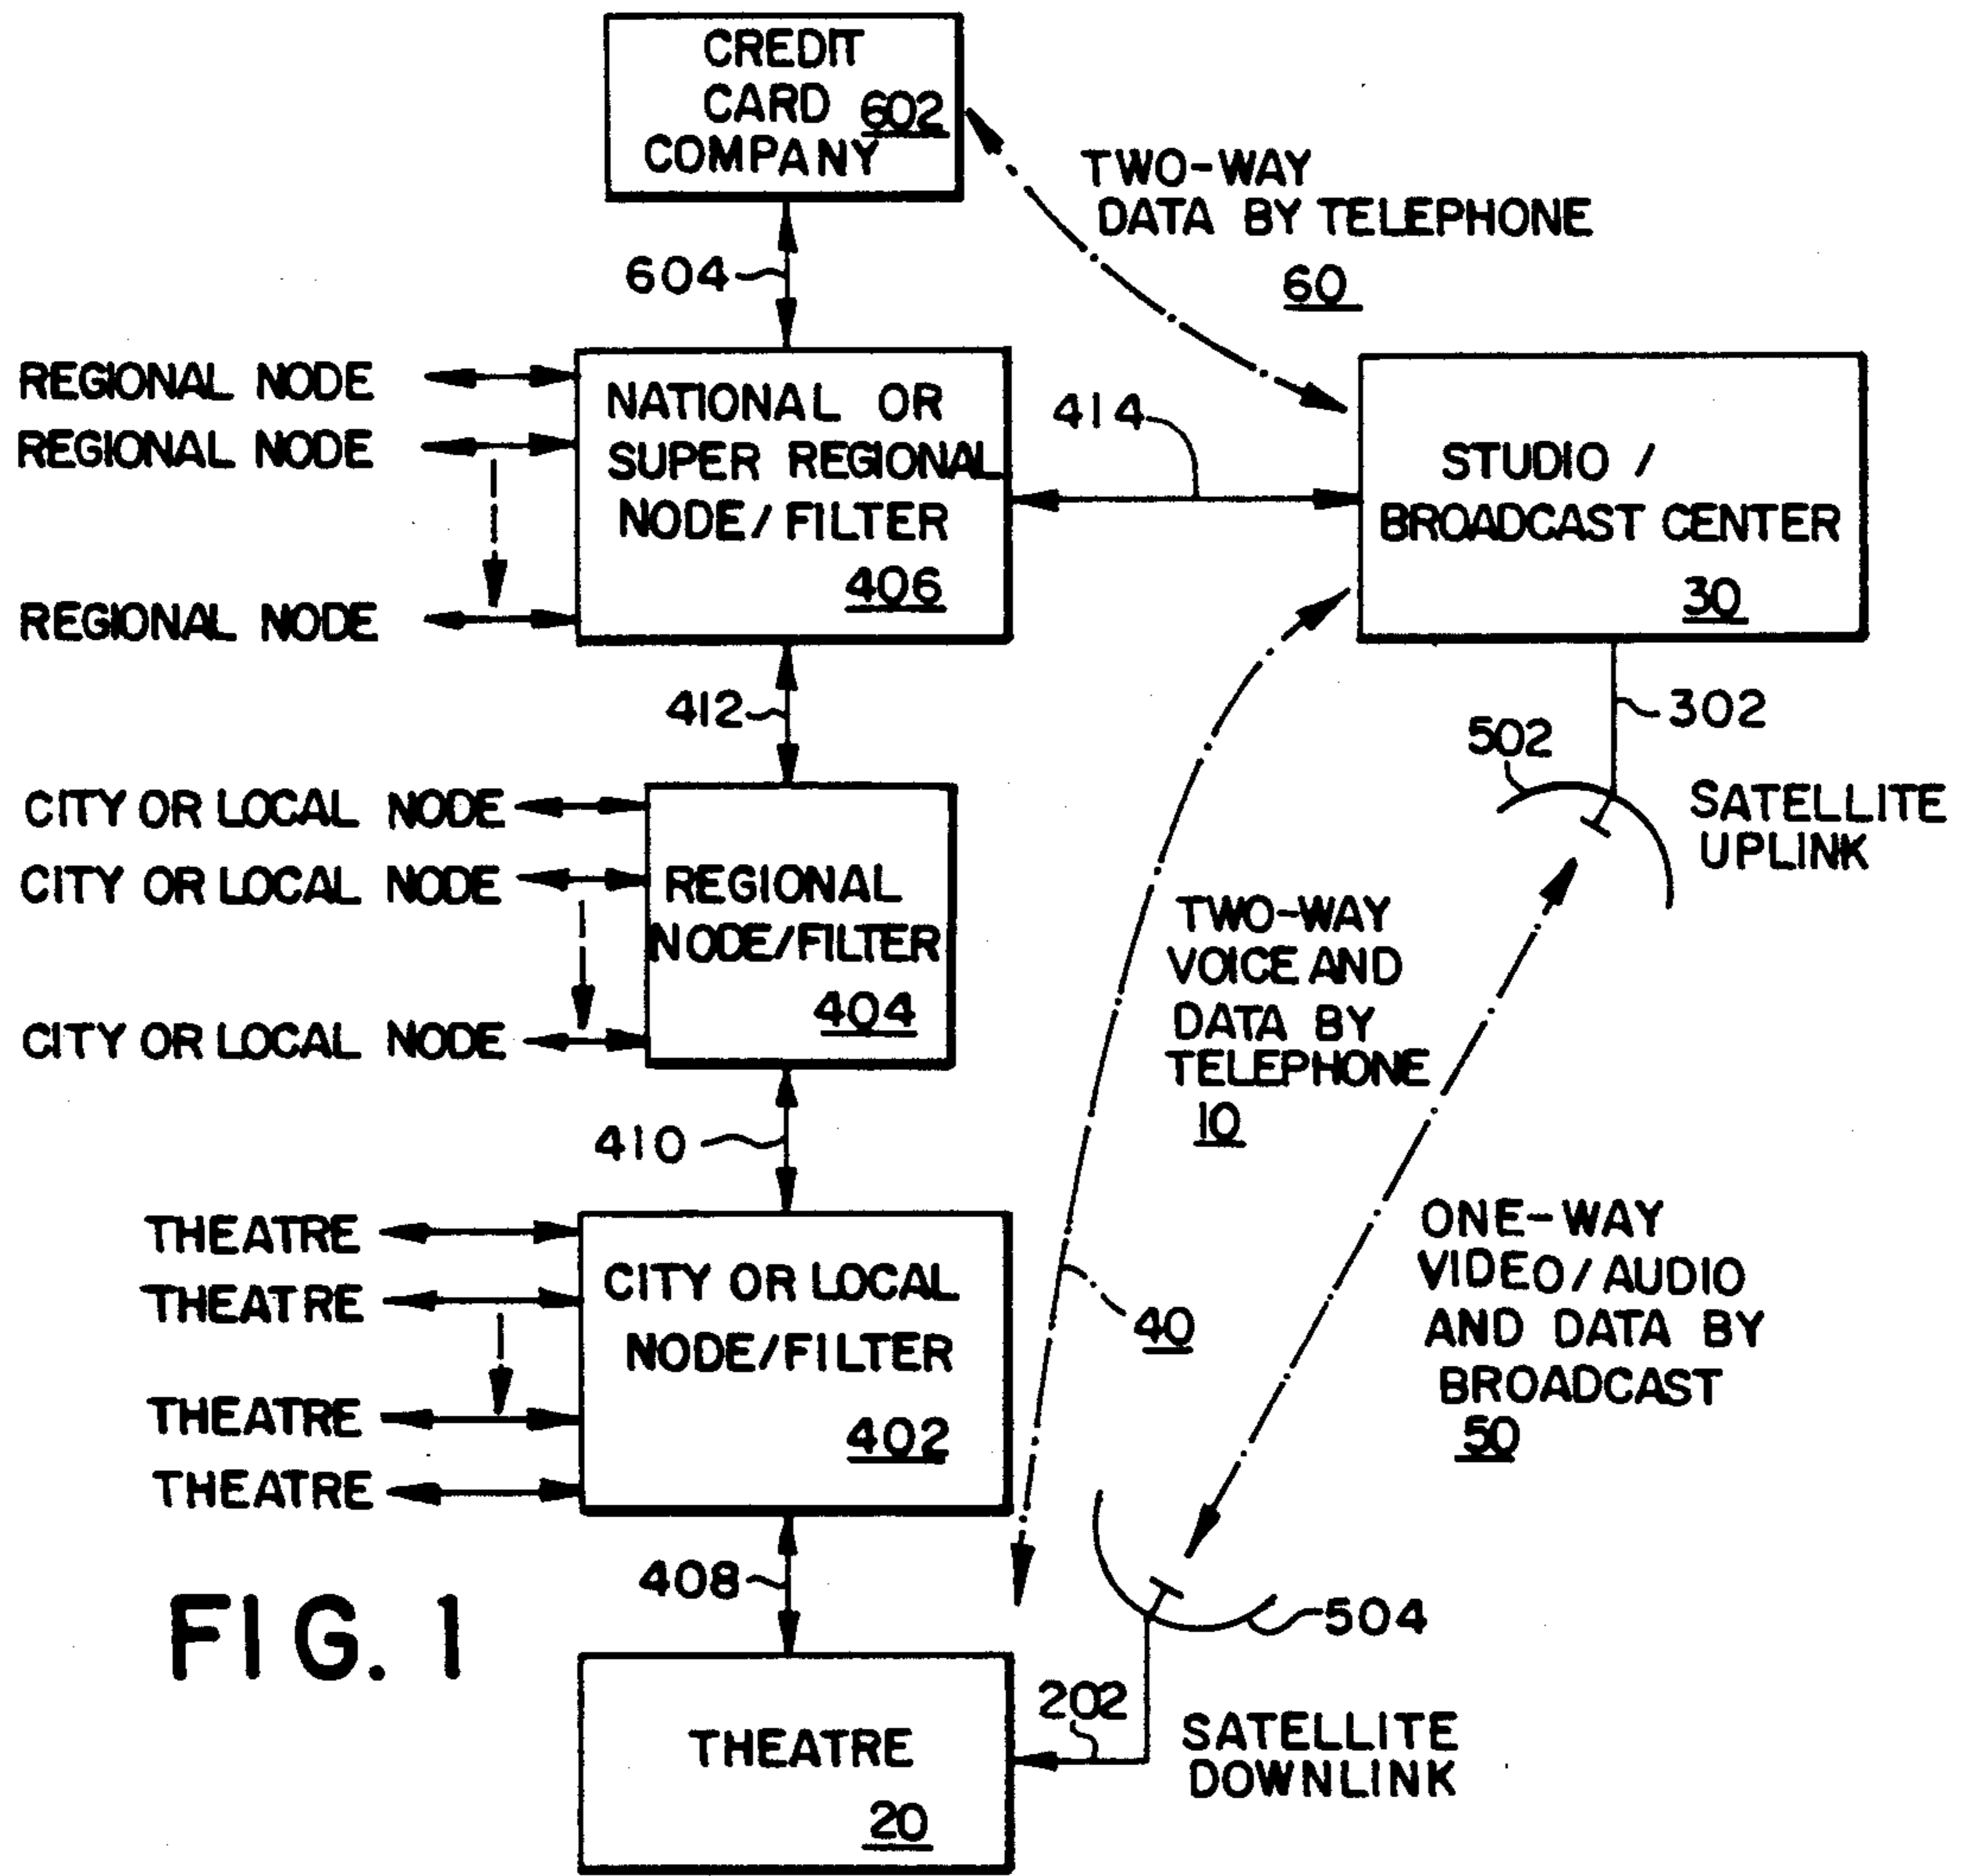 CREDIT
CARD 602
COMPANY
TWO-WAY
DATA BY TELEPHONE
60
604
REGIONAL NODE
REGIONAL NODE
REGIONAL NODE
NATIONAL OR
SUPER REGIONAL
NODE/FILTER
406
414
STUDIO /
BROADCAST CENTER
30
412
302
502
SATELLITE
UPLINK
CITY OR LOCAL NODE
CITY OR LOCAL NODE
CITY OR LOCAL NODE
REGIONAL
NODE/FILTER
404
TWO-WAY
VOICE AND
DATA BY
TELEPHONE
10
410
THEATRE
THEATRE
THEATRE
THEATRE
CITY OR LOCAL
NODE/FILTER
402
40
ONE-WAY
VIDEO/AUDIO
AND DATA BY
BROADCAST
50
408
504
FIG. 1
202
SATELLITE
DOWNLINK
THEATRE
20